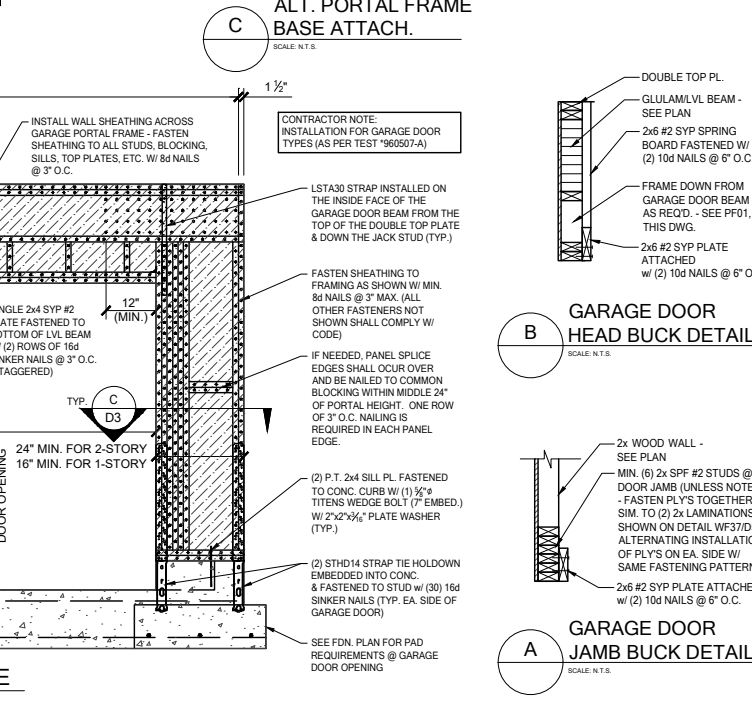 ALT. PORTAL FRAME
BASE ATTACH.
C
SCALE: N.T.S.
1 ½"
INSTALL WALL SHEATHING ACROSS
GARAGE PORTAL FRAME - FASTEN
SHEATHING TO ALL STUDS, BLOCKING,
SILLS, TOP PLATES, ETC. W/ 8d NAILS
@ 3" O.C.
CONTRACTOR NOTE:
INSTALLATION FOR GARAGE DOOR
TYPES (AS PER TEST *960507-A)
LSTA30 STRAP INSTALLED ON
THE INSIDE FACE OF THE
GARAGE DOOR BEAM FROM THE
TOP OF THE DOUBLE TOP PLATE
& DOWN THE JACK STUD (TYP.)
FASTEN SHEATHING TO
FRAMING AS SHOWN W/ MIN.
8d NAILS @ 3" MAX. (ALL
OTHER FASTENERS NOT
SHOWN SHALL COMPLY W/
CODE)
12"
(MIN.)
NGLE 2x4 SYP #2
ATE FASTENED TO
OTTOM OF LVL BEAM
(2) ROWS OF 16d
NKER NAILS @ 3" O.C.
TAGGERED)
IF NEEDED, PANEL SPLICE
EDGES SHALL OCUR OVER
AND BE NAILED TO COMMON
BLOCKING WITHIN MIDDLE 24"
OF PORTAL HEIGHT. ONE ROW
OF 3" O.C. NAILING IS
REQUIRED IN EACH PANEL
EDGE.
TYP.
C
D3
24" MIN. FOR 2-STORY
16" MIN. FOR 1-STORY
DOOR OPENING
(2) P.T. 2x4 SILL PL. FASTENED
TO CONC. CURB W/ (1) ⅝"ø
TITENS WEDGE BOLT (7" EMBED.)
W/ 2"x2"x3/16" PLATE WASHER
(TYP.)
(2) STHD14 STRAP TIE HOLDOWN
EMBEDDED INTO CONC.
& FASTENED TO STUD w/ (30) 16d
SINKER NAILS (TYP. EA. SIDE OF
GARAGE DOOR)
SEE FDN. PLAN FOR PAD
REQUIREMENTS @ GARAGE
DOOR OPENING
E
DOUBLE TOP PL.
GLULAM/LVL BEAM -
SEE PLAN
2x6 #2 SYP SPRING
BOARD FASTENED W/
(2) 10d NAILS @ 6" O.C
FRAME DOWN FROM
GARAGE DOOR BEAM
AS REQ'D. - SEE PF01,
THIS DWG.
2x6 #2 SYP PLATE
ATTACHED
w/ (2) 10d NAILS @ 6" O
B
GARAGE DOOR
HEAD BUCK DETAIL
SCALE: N.T.S.
2x WOOD WALL -
SEE PLAN
MIN. (6) 2x SPF #2 STUDS @
DOOR JAMB (UNLESS NOTE
- FASTEN PLY'S TOGETHER
SIM. TO (2) 2x LAMINATIONS
SHOWN ON DETAIL WF37/D
ALTERNATING INSTALLATIO
OF PLY'S ON EA. SIDE W/
SAME FASTENING PATTERN
2x6 #2 SYP PLATE ATTACHE
w/ (2) 10d NAILS @ 6" O.C.
A
GARAGE DOOR
JAMB BUCK DETAIL
SCALE: N.T.S.